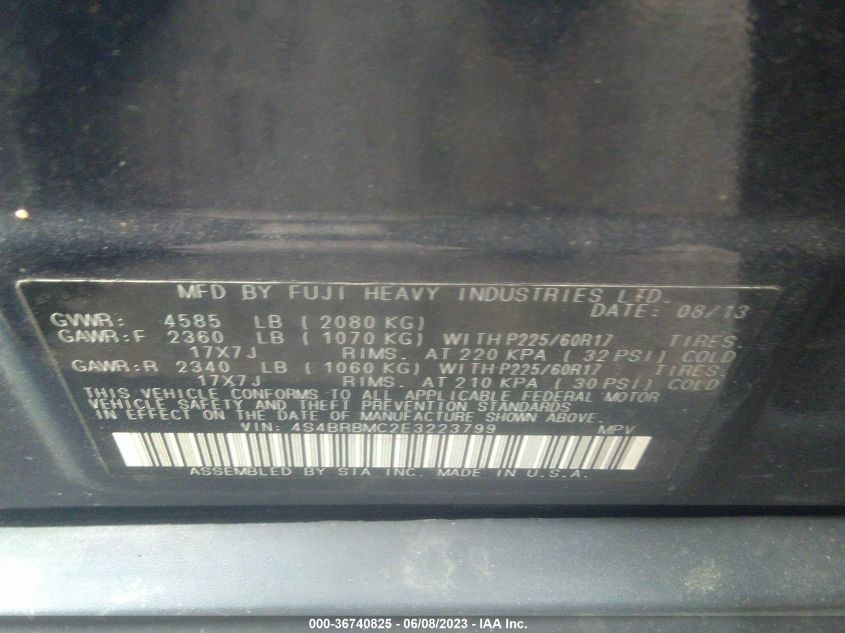 MFD BY FUJI HEAVY INDUSTRIES LTD.
DATE: 08/13
GVWR: 4585 LB ( 2080 KG)
GAWR: F 2360 LB ( 1070 KG) WITH P225/60R17 TIRES.
17X7J RIMS. AT 220 KPA ( 32 PSI) COLD
GAWR: R 2340 LB ( 1060 KG) WITH P225/60R17 TIRES.
17X7J RIMS. AT 210 KPA ( 30 PSI) COLD
THIS VEHICLE CONFORMS TO ALL APPLICABLE FEDERAL MOTOR
VEHICLE SAFETY AND THEFT PREVENTION STANDARDS
IN EFFECT ON THE DATE OF MANUFACTURE SHOWN ABOVE.
VIN: 4S4BRBMC2E3223799 MPV
ASSEMBLED BY SIA INC. MADE IN U.S.A.
000-36740825 - 06/08/2023 - IAA Inc.